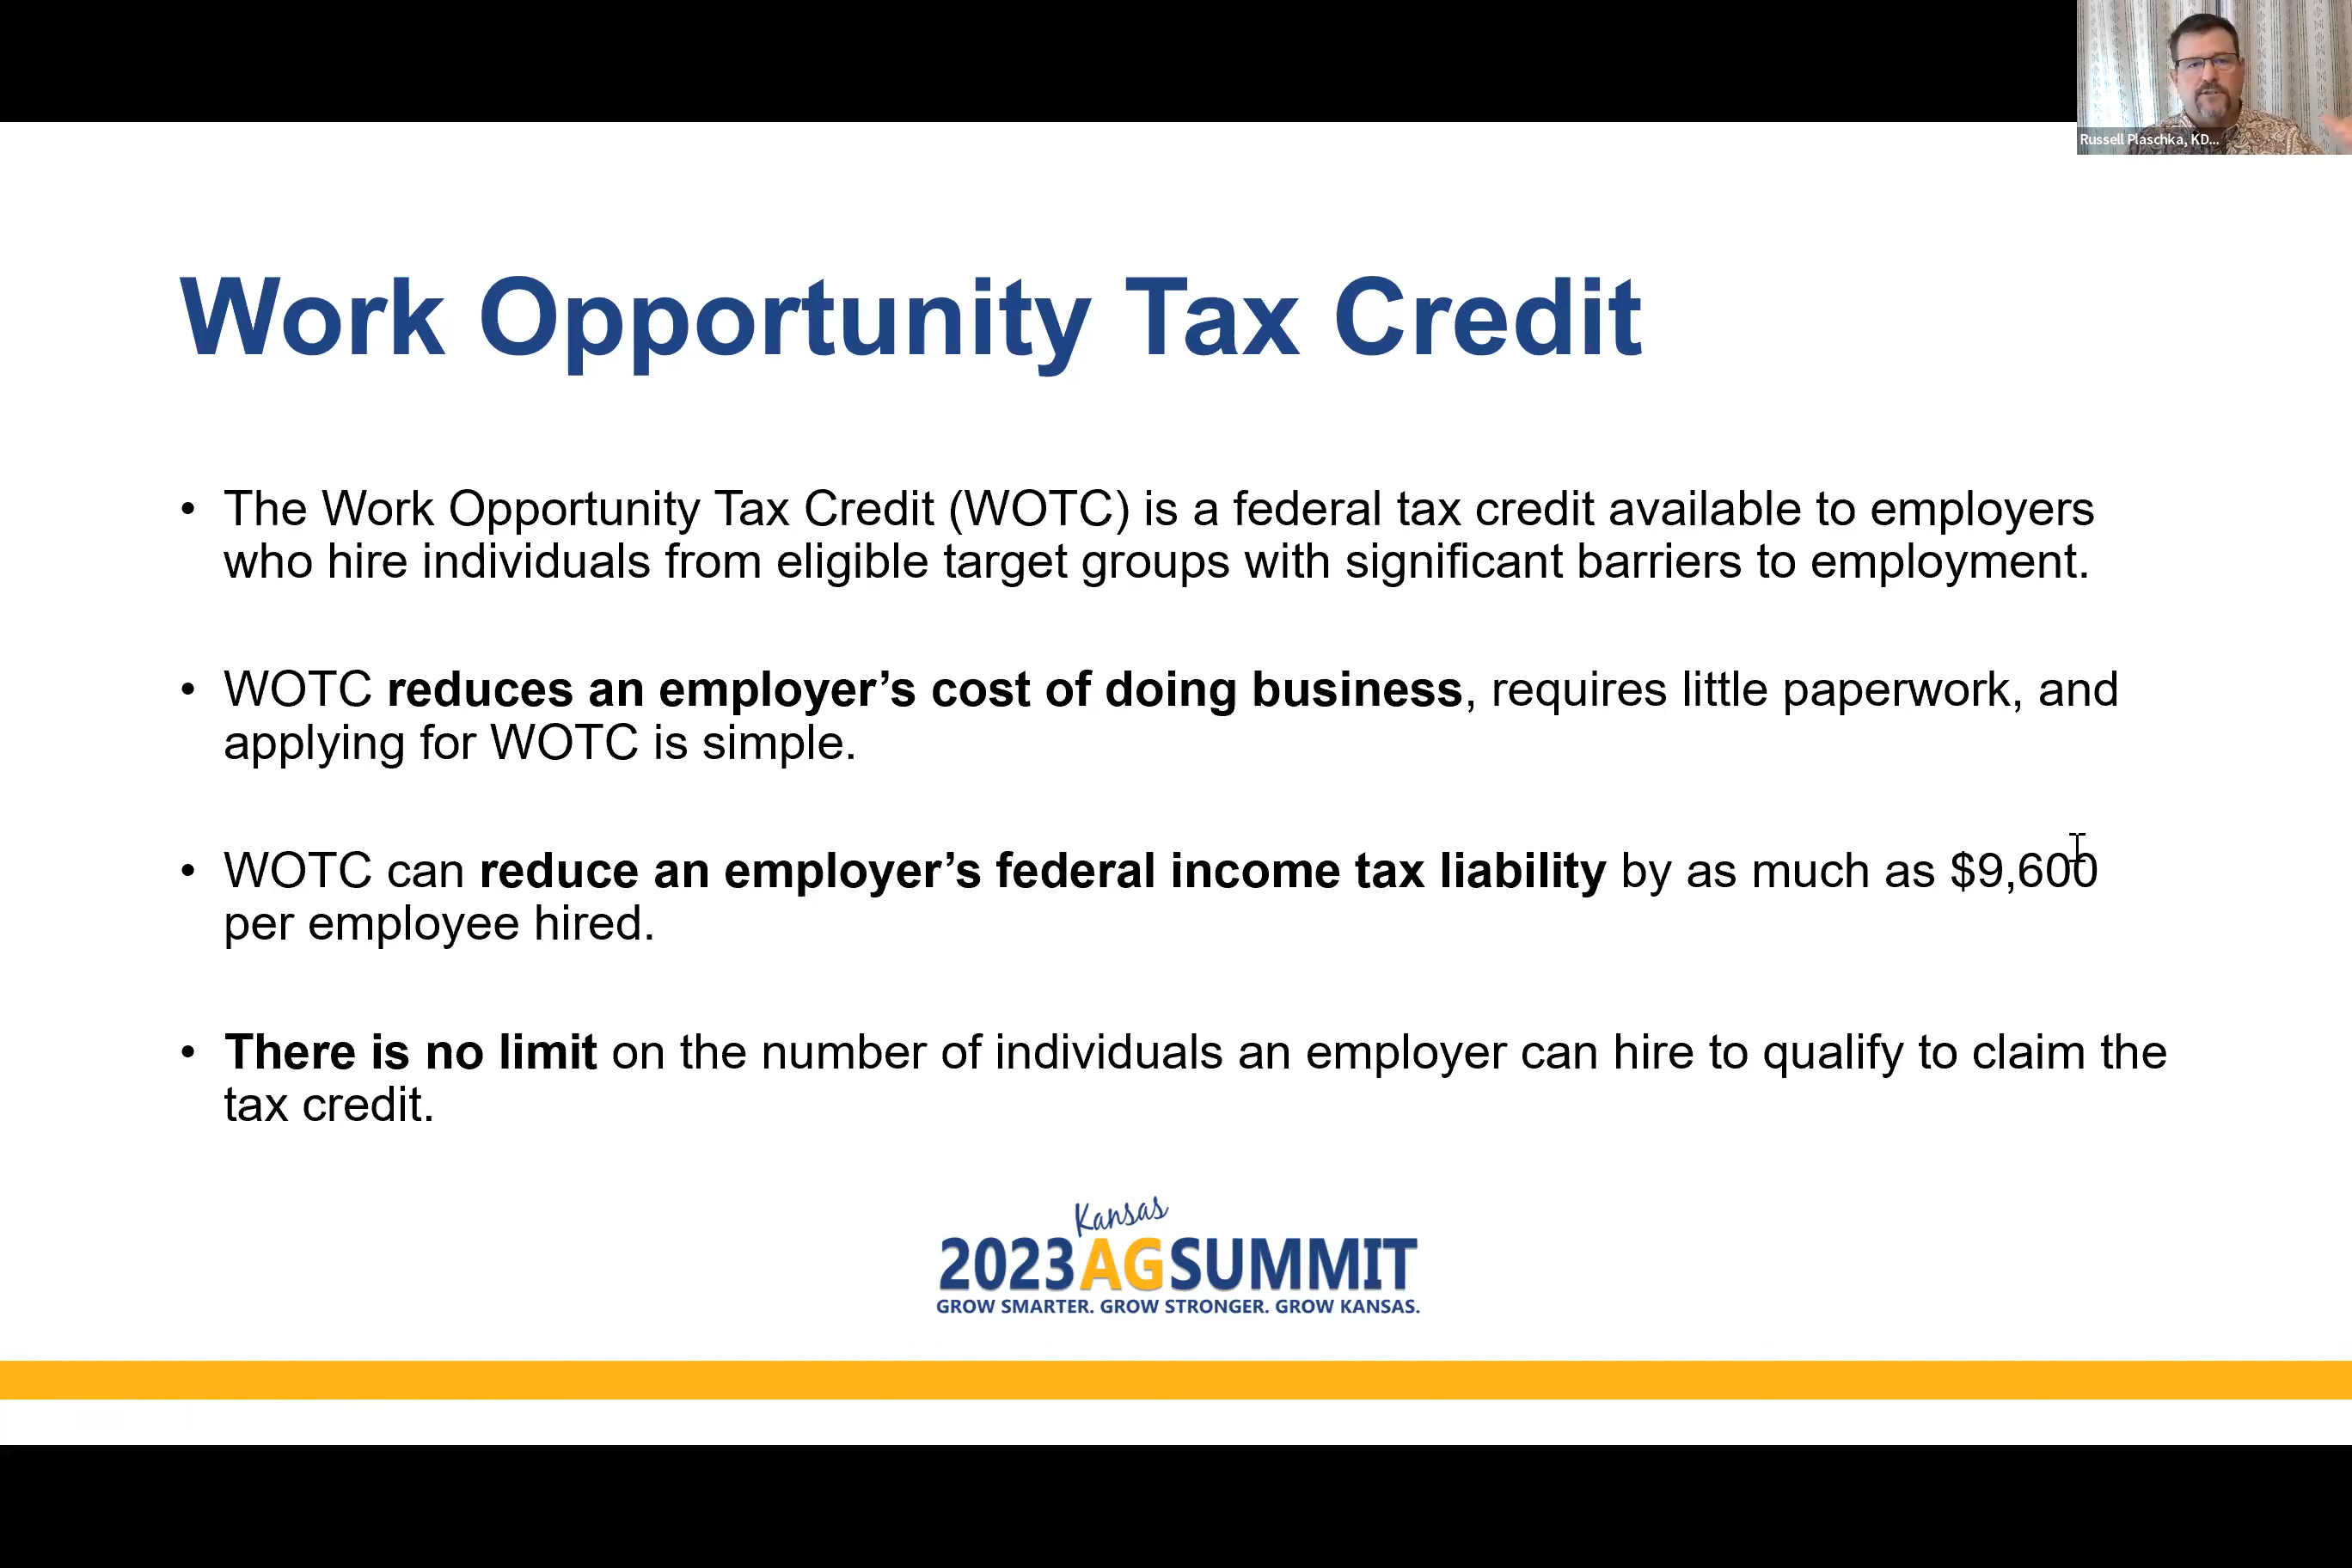 Russell Plaschka, KD...
Work Opportunity Tax Credit
• The Work Opportunity Tax Credit (WOTC) is a federal tax credit available to employers
who hire individuals from eligible target groups with significant barriers to employment.
• WOTC reduces an employer’s cost of doing business, requires little paperwork, and
applying for WOTC is simple.
• WOTC can reduce an employer’s federal income tax liability by as much as $9,600
per employee hired.
• There is no limit on the number of individuals an employer can hire to qualify to claim the
tax credit.
Kansas
2023 AG SUMMIT
GROW SMARTER. GROW STRONGER. GROW KANSAS.